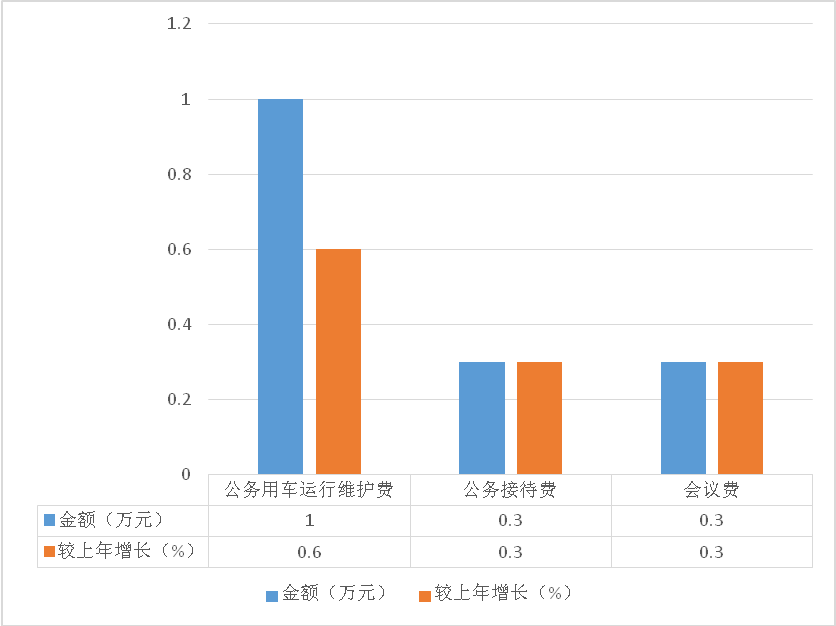 1.2
1
0.8
0.6
0.4
0.2
0
公务用车运行维护费 公务接待费 会议费
金额（万元） 1 0.3 0.3
较上年增长（%） 0.6 0.3 0.3
金额（万元） 较上年增长（%）